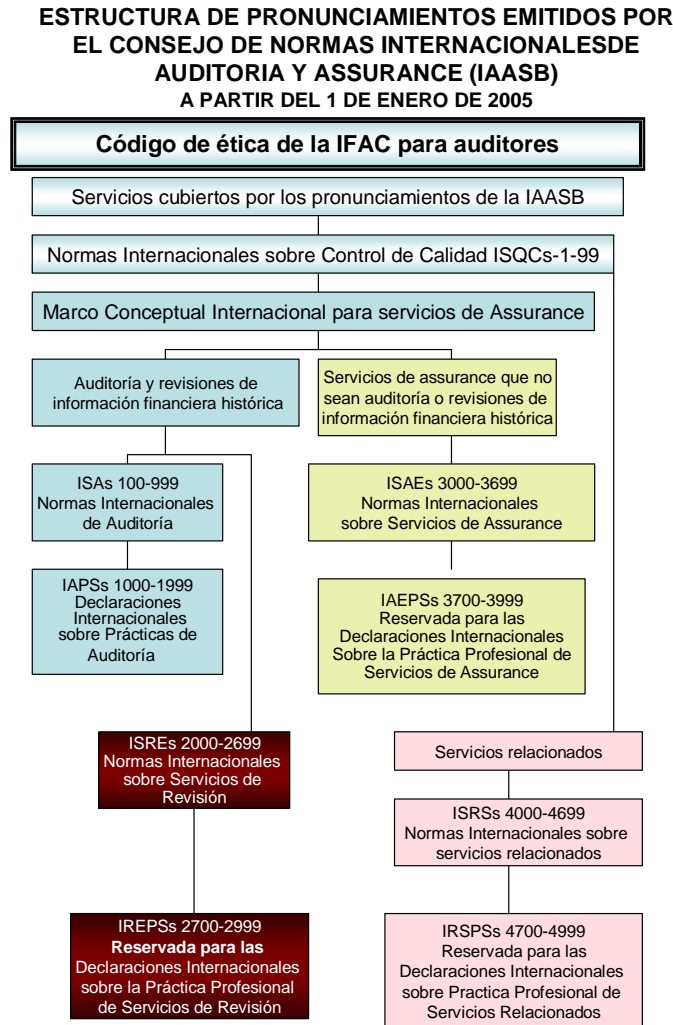 ESTRUCTURA DE PRONUNCIAMIENTOS EMITIDOS POR
EL CONSEJO DE NORMAS INTERNACIONALESDE
AUDITORIA Y ASSURANCE (IAASB)
A PARTIR DEL 1 DE ENERO DE 2005
Código de ética de la IFAC para auditores
Servicios cubiertos por los pronunciamientos de la IAASB
Normas Internacionales sobre Control de Calidad ISQCs-1-99
Marco Conceptual Internacional para servicios de Assurance
Auditoría y revisiones de
información financiera histórica
Servicios de assurance que no
sean auditoría o revisiones de
información financiera histórica
ISAs 100-999
Normas Internacionales
de Auditoría
ISAEs 3000-3699
Normas Internacionales
sobre Servicios de Assurance
IAPSs 1000-1999
Declaraciones
Internacionales
sobre Prácticas de
Auditoría
IAEPSs 3700-3999
Reservada para las
Declaraciones Internacionales
Sobre la Práctica Profesional de
Servicios de Assurance
ISREs 2000-2699
Normas Internacionales
sobre Servicios de
Revisión
Servicios relacionados
ISRSs 4000-4699
Normas Internacionales sobre
servicios relacionados
IREPSs 2700-2999
Reservada para las
Declaraciones Internacionales
sobre la Práctica Profesional
de Servicios de Revisión
IRSPSs 4700-4999
Reservada para las
Declaraciones Internacionales
sobre Practica Profesional de
Servicios Relacionados